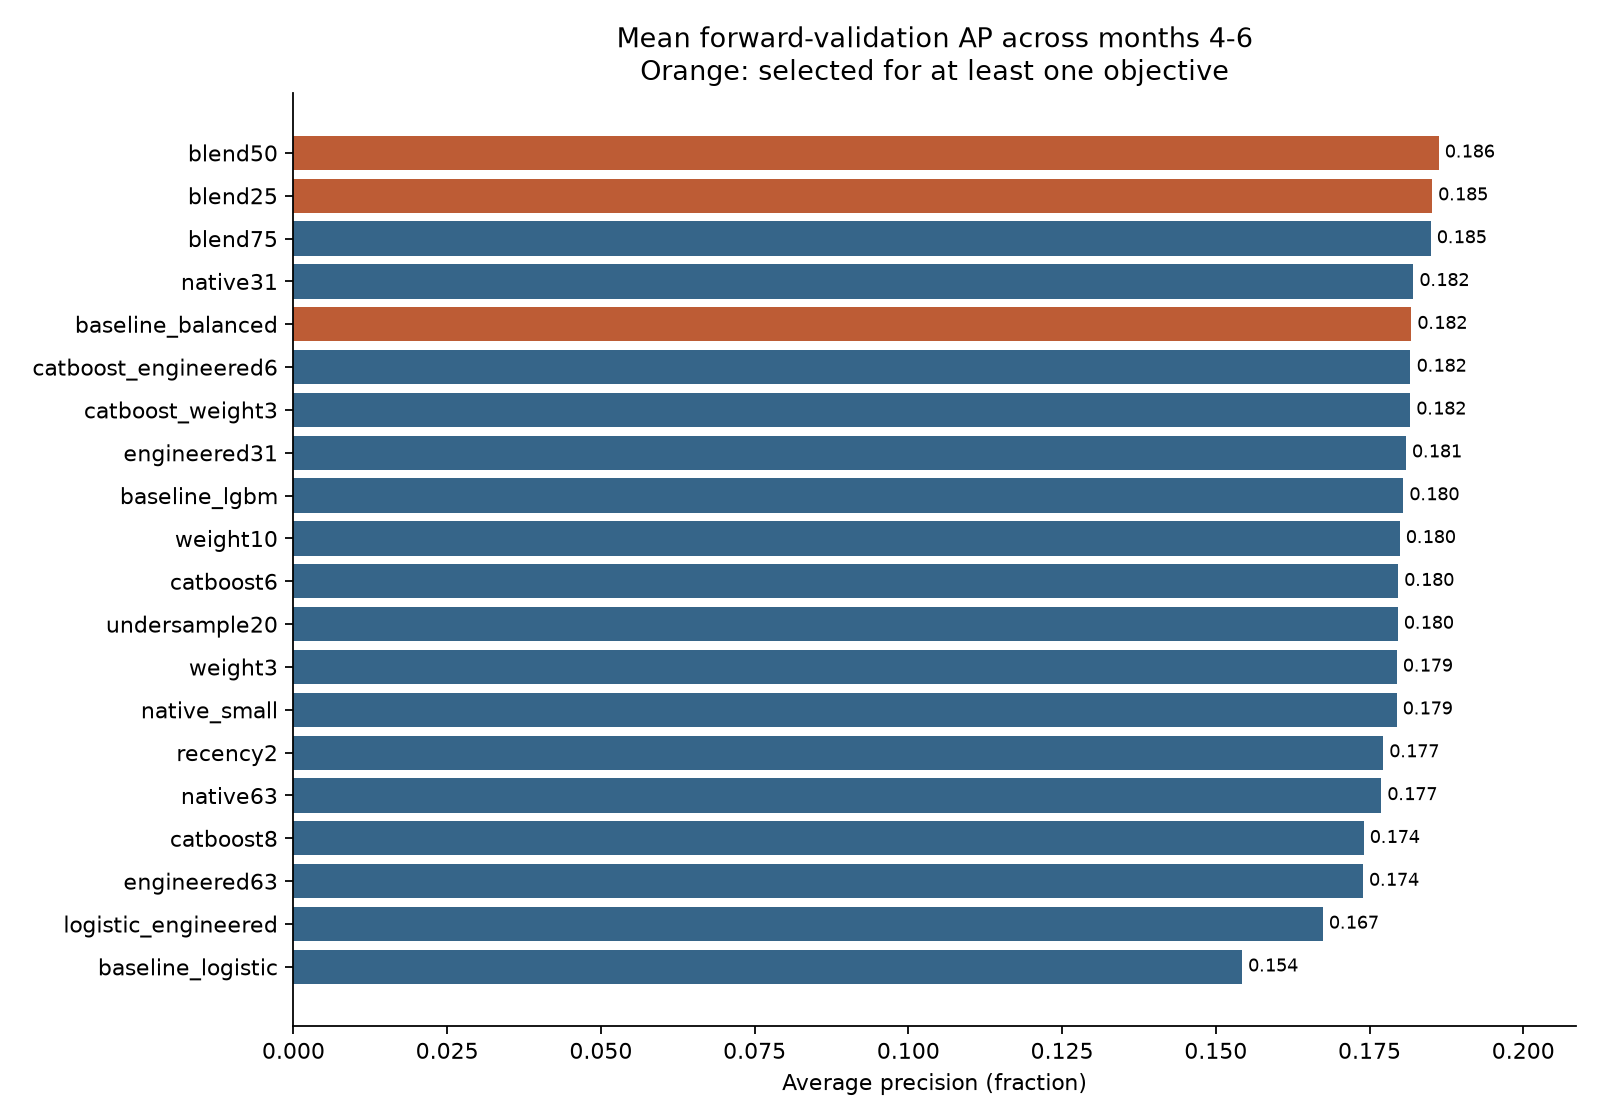 Mean forward-validation AP across months 4-6
Orange: selected for at least one objective
blend50 0.186
blend25 0.185
blend75 0.185
native31 0.182
baseline_balanced 0.182
catboost_engineered6 0.182
catboost_weight3 0.182
engineered31 0.181
baseline_lgbm 0.180
weight10 0.180
catboost6 0.180
undersample20 0.180
weight3 0.179
native_small 0.179
recency2 0.177
native63 0.177
catboost8 0.174
engineered63 0.174
logistic_engineered 0.167
baseline_logistic 0.154
0.000 0.025 0.050 0.075 0.100 0.125 0.150 0.175 0.200
Average precision (fraction)